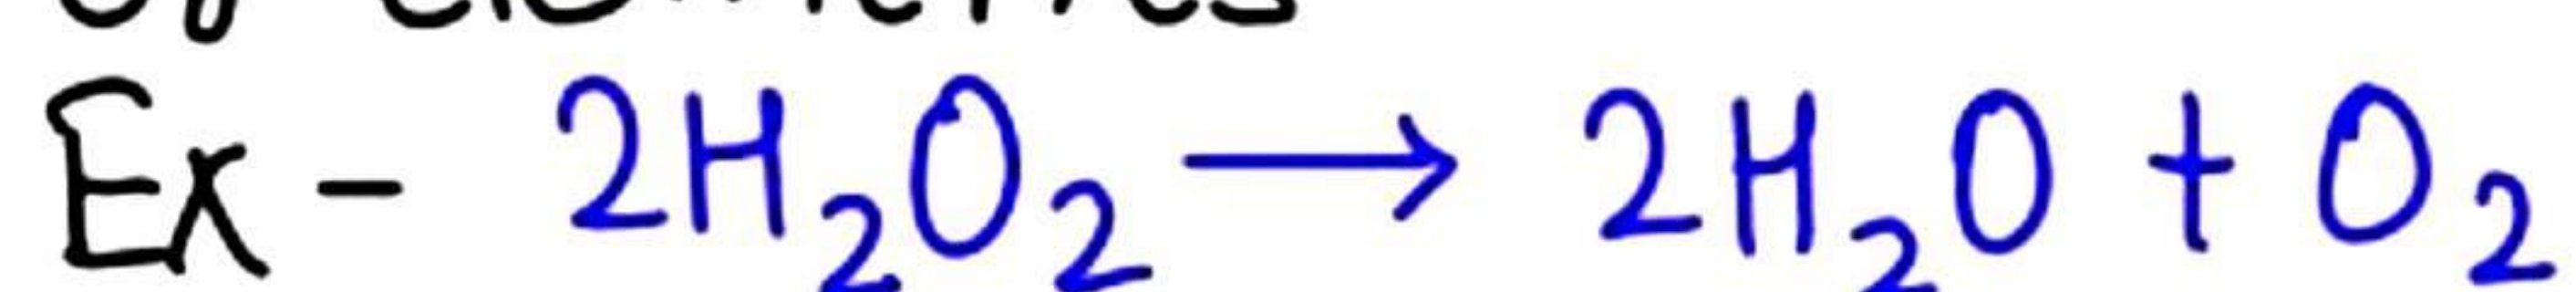 Ex - 2H₂O₂ → 2H₂O + O₂